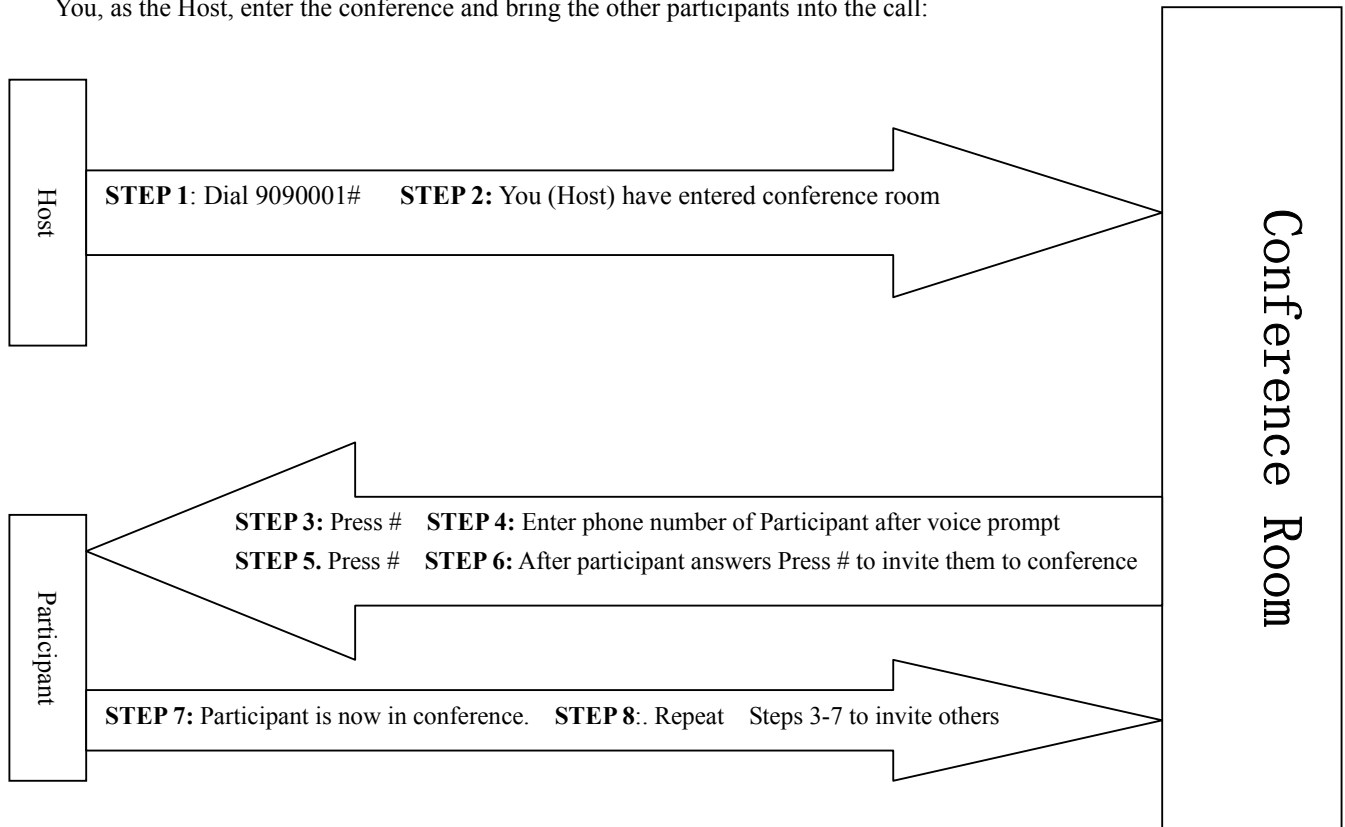 You, as the Host, enter the conference and bring the other participants into the call:
Host
STEP 1: Dial 9090001# STEP 2: You (Host) have entered conference room
Conference Room
STEP 3: Press # STEP 4: Enter phone number of Participant after voice prompt
STEP 5. Press # STEP 6: After participant answers Press # to invite them to conference
Participant
STEP 7: Participant is now in conference. STEP 8:. Repeat Steps 3-7 to invite others